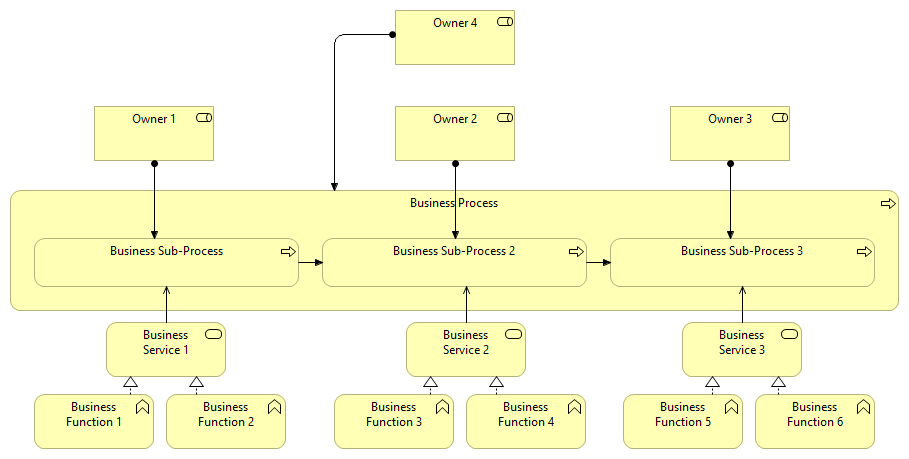 Owner 4
Owner 1
Owner 2
Owner 3
Business Process
Business Sub-Process
Business Sub-Process 2
Business Sub-Process 3
Business
Service 1
Business
Service 2
Business
Service 3
Business
Function 1
Business
Function 2
Business
Function 3
Business
Function 4
Business
Function 5
Business
Function 6